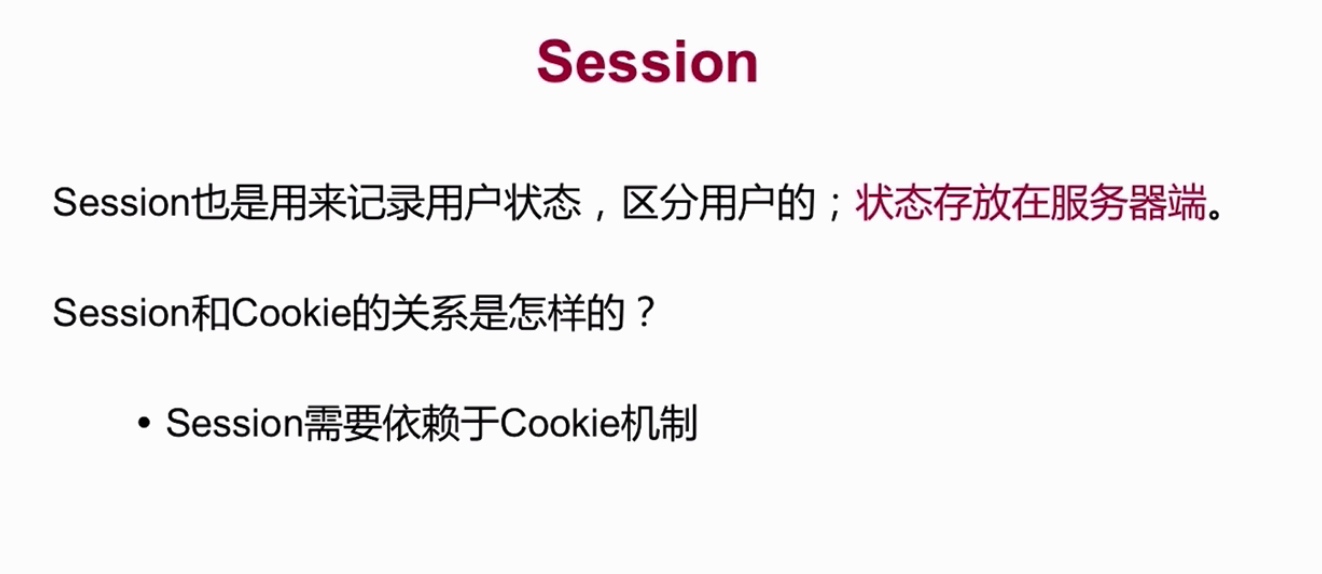 Session
Session也是用来记录用户状态，区分用户的；状态存放在服务器端。
Session和Cookie的关系是怎样的？
• Session需要依赖于Cookie机制